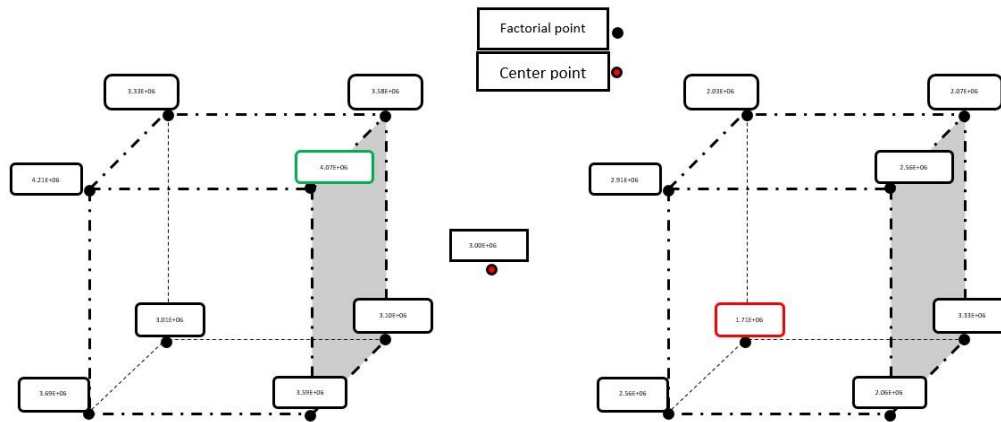 Factorial point
Center point
3.33E+06
3.58E+06
2.03E+06
2.07E+06
4.21E+06
4.07E+06
2.91E+06
2.56E+06
3.00E+06
3.01E+06
3.10E+06
1.71E+06
3.33E+06
3.69E+06
3.59E+06
2.56E+06
2.06E+06